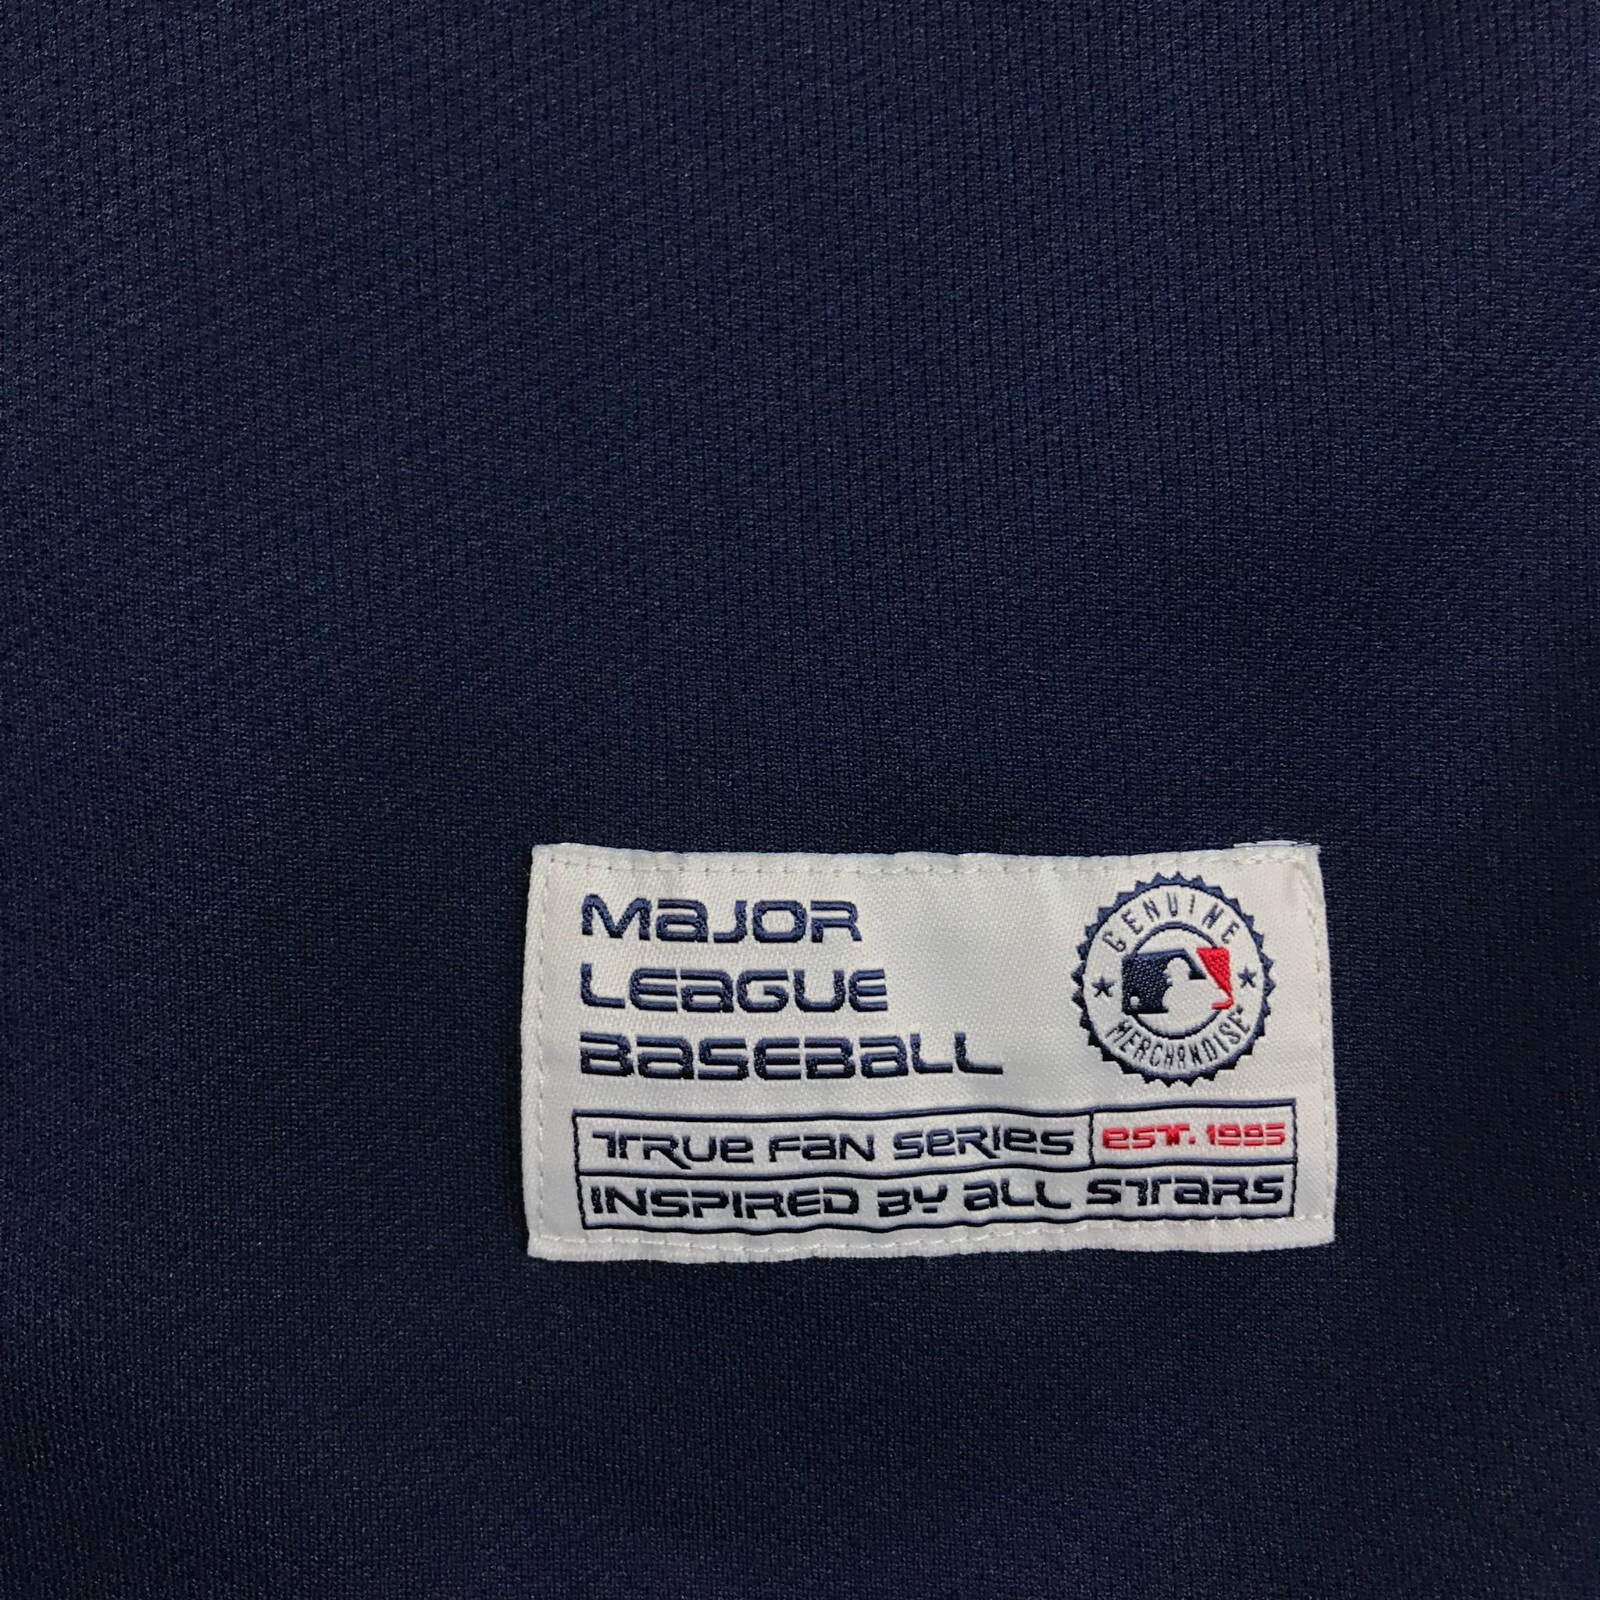 MAJOR
LEAGUE
BASEBALL
GENUINE
MERCHANDISE
TRUE FAN SERIES EST. 1995
INSPIRED BY ALL STARS